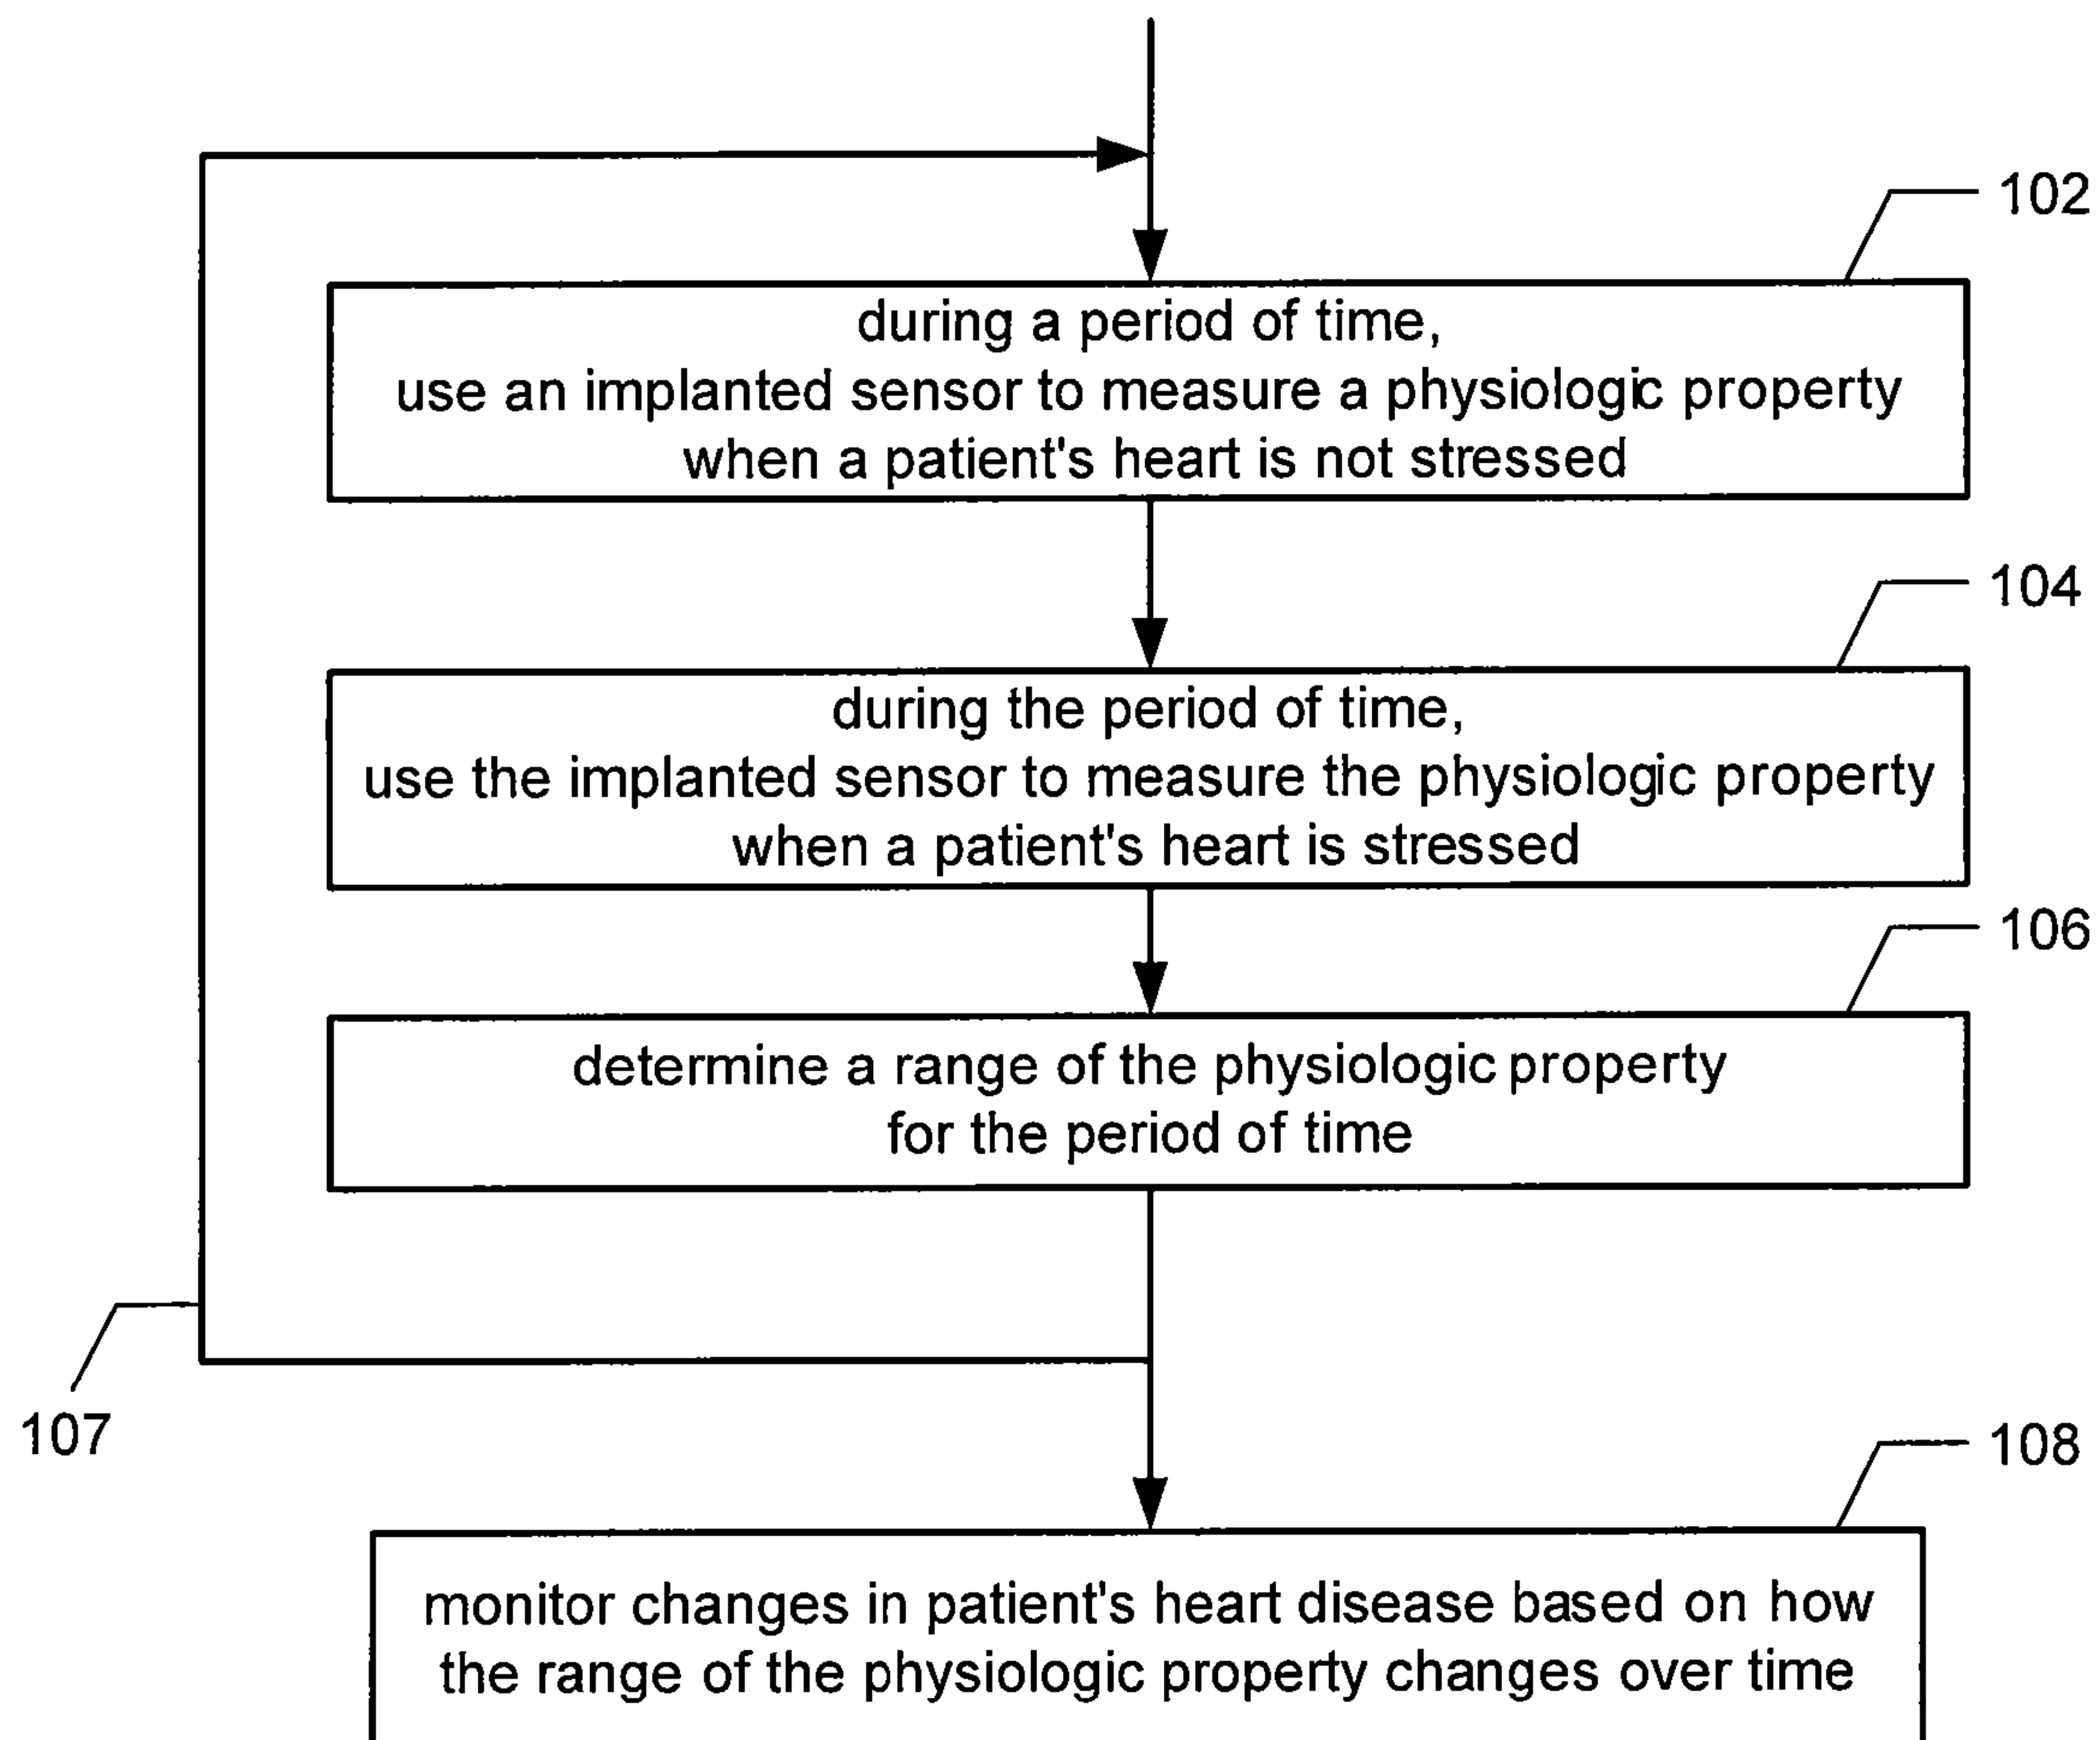 102
during a period of time,
use an implanted sensor to measure a physiologic property
when a patient's heart is not stressed
104
during the period of time,
use the implanted sensor to measure the physiologic property
when a patient's heart is stressed
106
determine a range of the physiologic property
for the period of time
107
108
monitor changes in patient's heart disease based on how
the range of the physiologic property changes over time